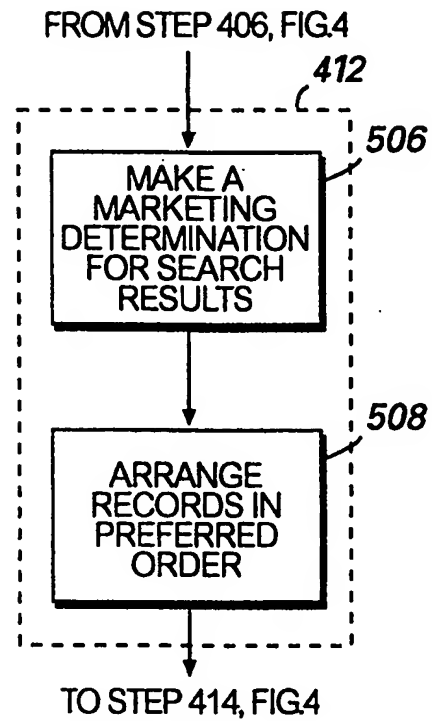 FROM STEP 406, FIG.4
412
506
MAKE A
MARKETING
DETERMINATION
FOR SEARCH
RESULTS
508
ARRANGE
RECORDS IN
PREFERRED
ORDER
TO STEP 414, FIG.4